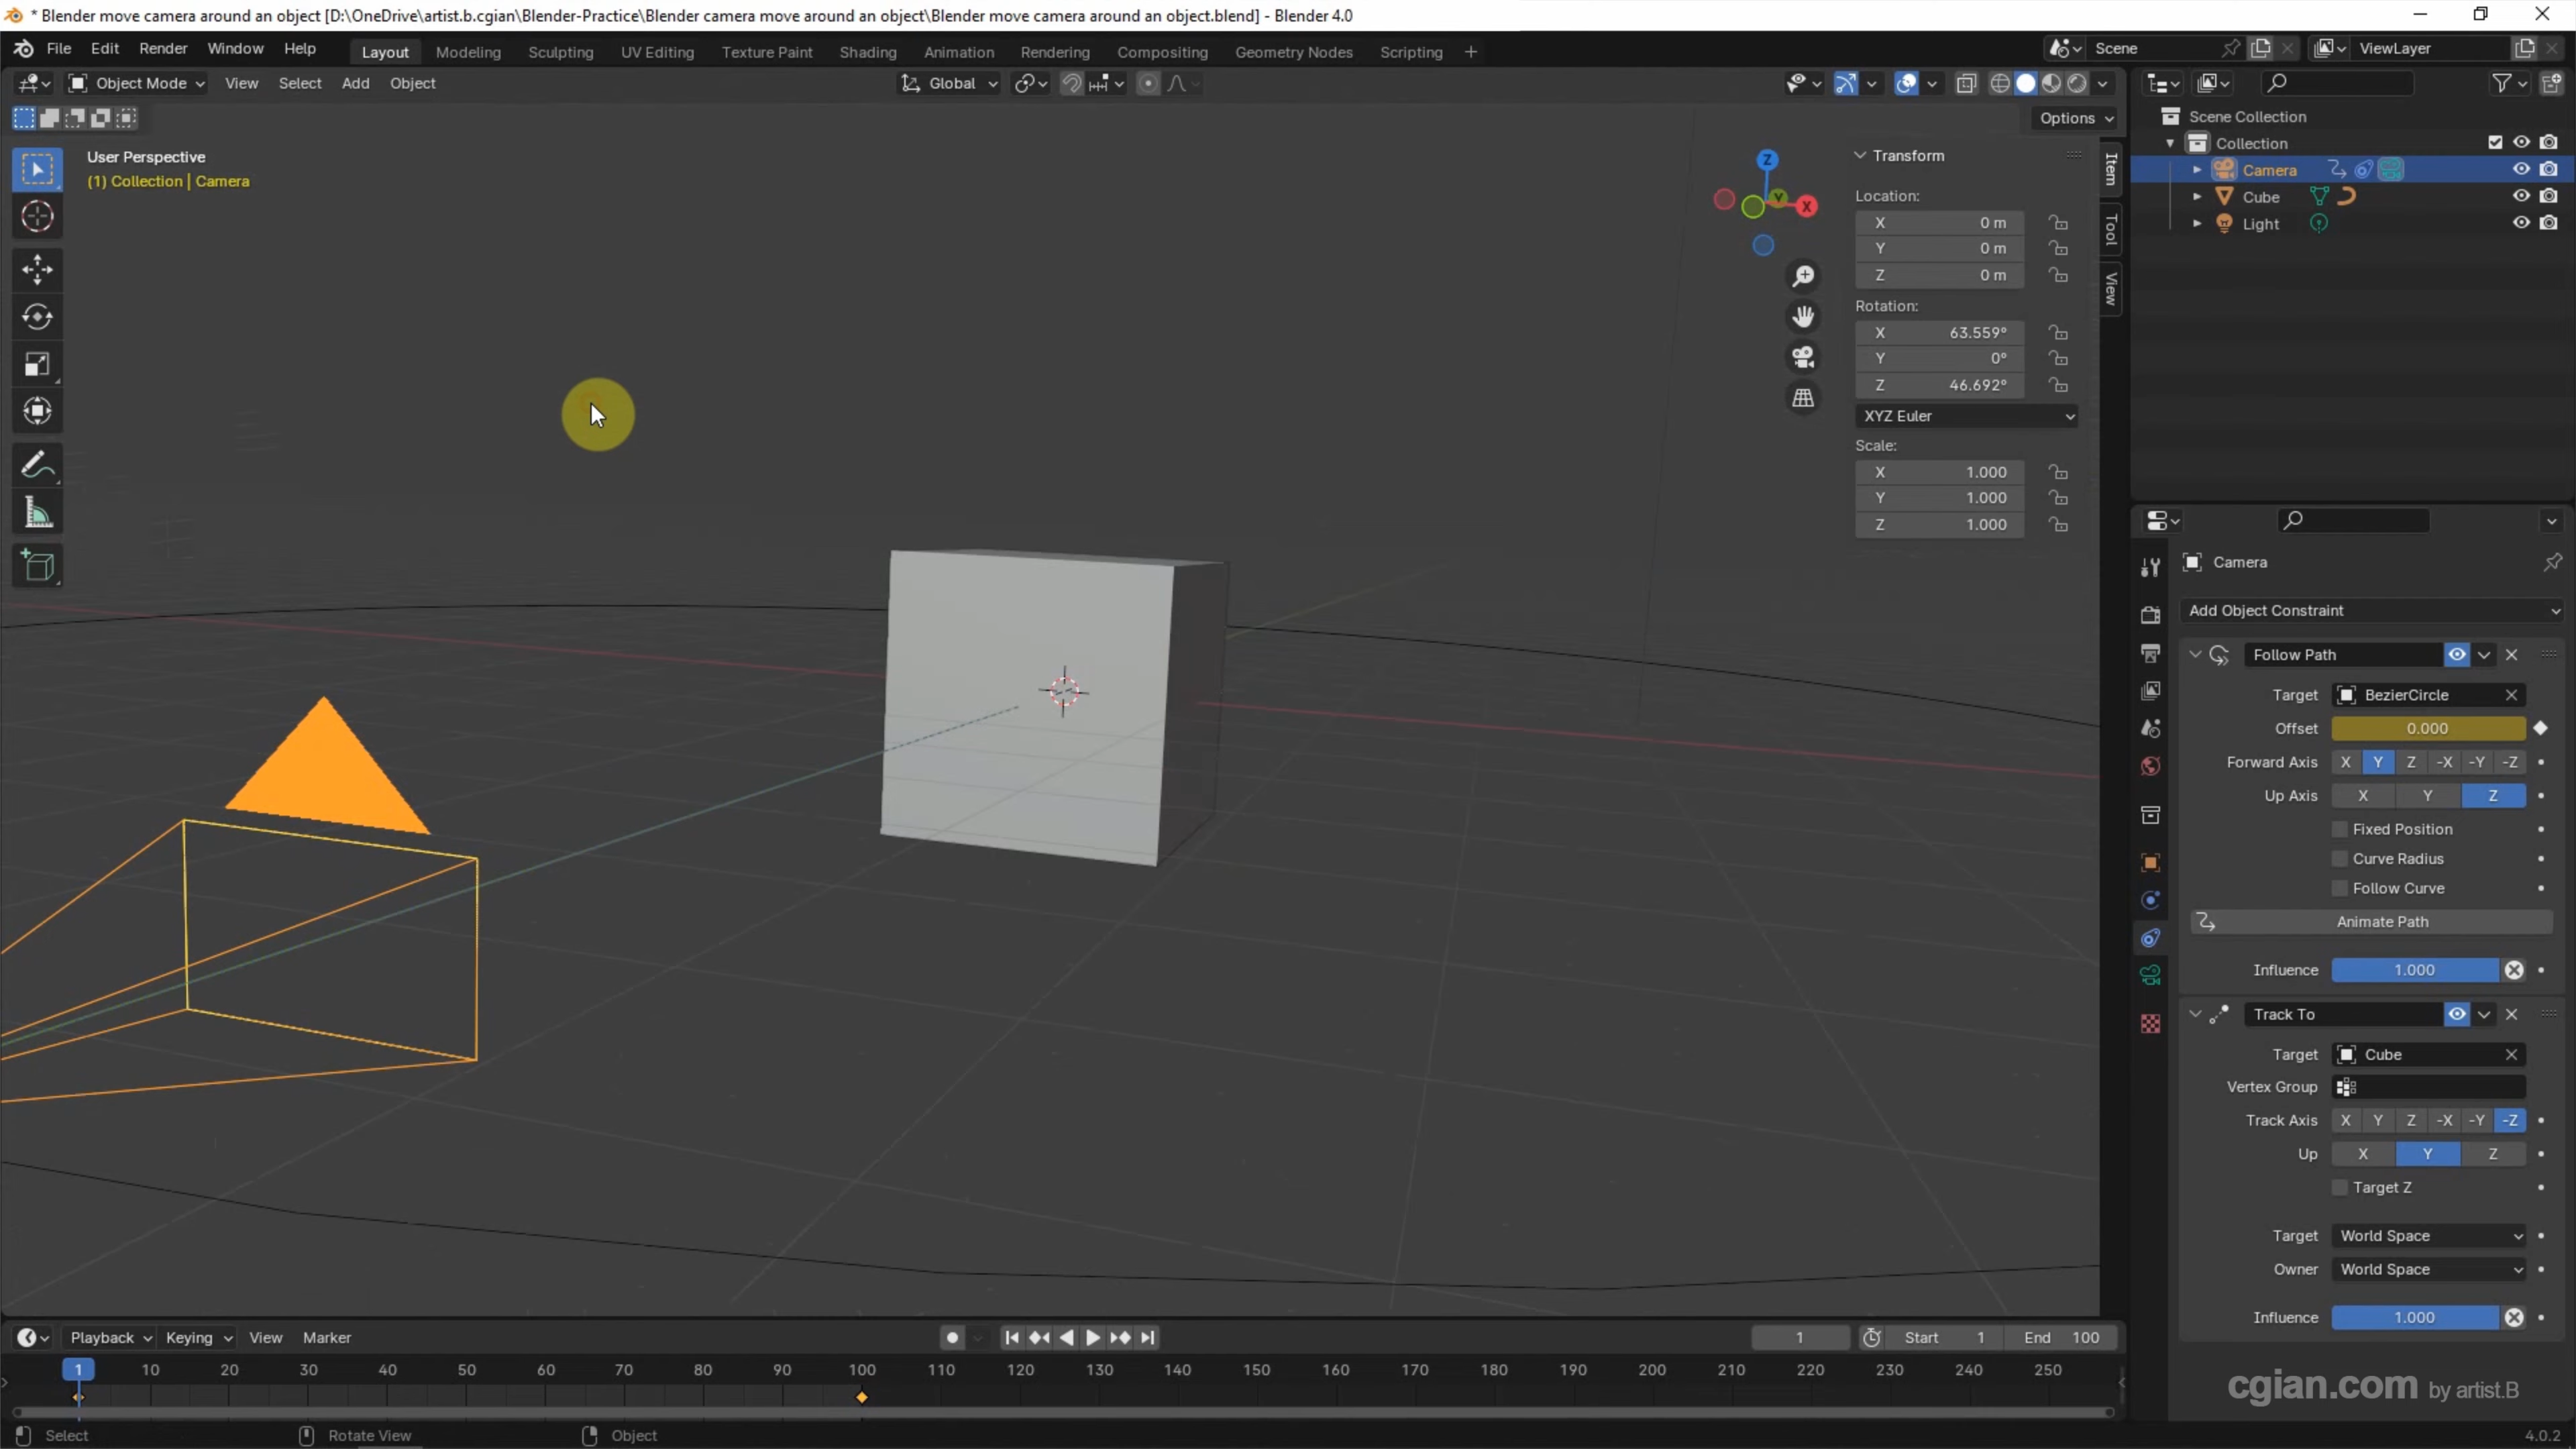 * Blender move camera around an object [D:\OneDrive\artist.b.cgian\Blender-Practice\Blender camera move around an object\Blender move camera around an object.blend] - Blender 4.0
File Edit Render Window Help Layout Modeling Sculpting UV Editing Texture Paint Shading Animation Rendering Compositing Geometry Nodes Scripting + Scene ViewLayer
Object Mode View Select Add Object Global
Options
User Perspective
(1) Collection | Camera
Z
Y
X
Transform
Location:
X 0 m
Y 0 m
Z 0 m
Rotation:
X 63.559°
Y 0°
Z 46.692°
XYZ Euler
Scale:
X 1.000
Y 1.000
Z 1.000
Item
Tool
View
Scene Collection
Collection
Camera
Cube
Light
Camera
Add Object Constraint
Follow Path
Target BezierCircle
Offset 0.000
Forward Axis X Y Z -X -Y -Z
Up Axis X Y Z
Fixed Position
Curve Radius
Follow Curve
Animate Path
Influence 1.000
Track To
Target Cube
Vertex Group
Track Axis X Y Z -X -Y -Z
Up X Y Z
Target Z
Target World Space
Owner World Space
Influence 1.000
Playback Keying View Marker 1 Start 1 End 100
1 10 20 30 40 50 60 70 80 90 100 110 120 130 140 150 160 170 180 190 200 210 220 230 240 250
cgian.com by artist.B
Select Rotate View Object 4.0.2